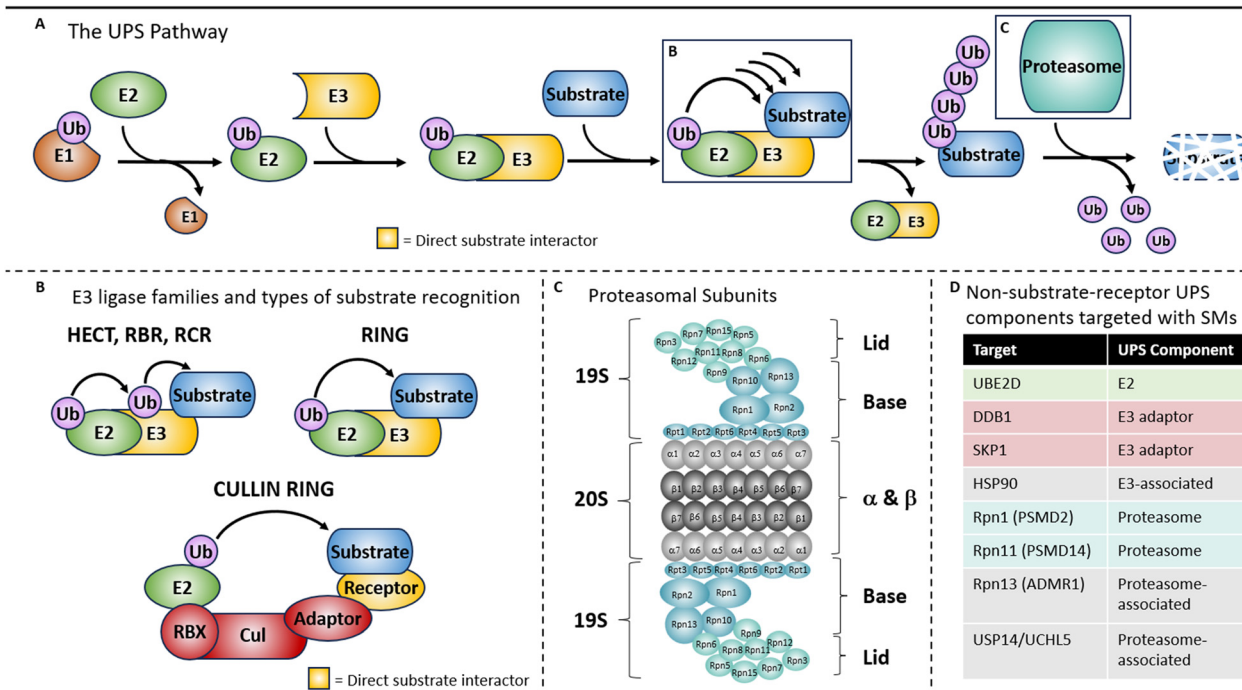 A The UPS Pathway
E2
E3
Substrate
B
C
Proteasome
Ub
E1
E1
Ub
E2
Ub
E2
E3
Ub
E2
E3
Substrate
Ub
Ub
Ub
Ub
Substrate
Substrate
E2
E3
Ub
Ub
Ub
Ub
= Direct substrate interactor
B E3 ligase families and types of substrate recognition
HECT, RBR, RCR
Ub
Ub
Substrate
E2
E3
RING
Ub
Substrate
E2
E3
CULLIN RING
Ub
Substrate
E2
Receptor
RBX
Cul
Adaptor
= Direct substrate interactor
C Proteasomal Subunits
Rpn3 Rpn7 Rpn15 Rpn5
Rpn12 Rpn11 Rpn8 Rpn6
Rpn9 Rpn10 Rpn13
Rpn1 Rpn2
Rpt1 Rpt2 Rpt6 Rpt4 Rpt5 Rpt3
α1 α2 α3 α4 α5 α6 α7
β1 β2 β3 β4 β5 β6 β7
β7 β6 β5 β4 β3 β2 β1
α7 α6 α5 α4 α3 α2 α1
Rpt3 Rpt5 Rpt4 Rpt6 Rpt2 Rpt1
Rpn2 Rpn1
Rpn13 Rpn10 Rpn9
Rpn6 Rpn8 Rpn11 Rpn12
Rpn5 Rpn15 Rpn7 Rpn3
19S
20S
19S
Lid
Base
α & β
Base
Lid
D Non-substrate-receptor UPS
components targeted with SMs
Target UPS Component
UBE2D E2
DDB1 E3 adaptor
SKP1 E3 adaptor
HSP90 E3-associated
Rpn1 (PSMD2) Proteasome
Rpn11 (PSMD14) Proteasome
Rpn13 (ADMR1) Proteasome-
associated
USP14/UCHL5 Proteasome-
associated